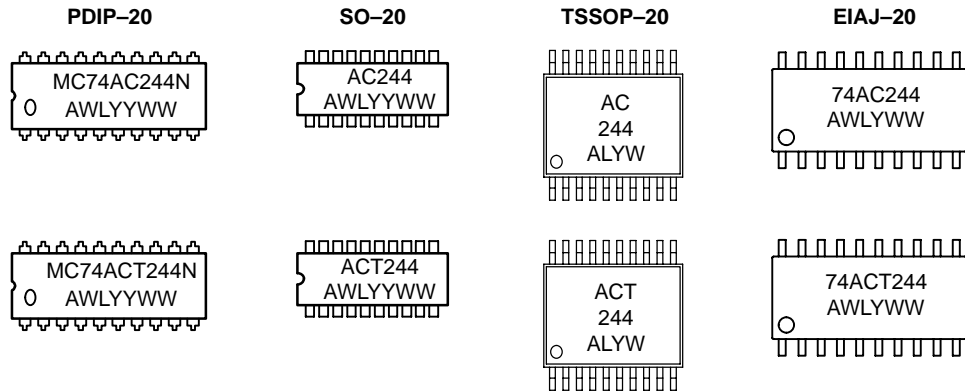 PDIP–20
SO–20
TSSOP–20
EIAJ–20
MC74AC244N
AWLYYWW
AC244
AWLYYWW
AC
244
ALYW
74AC244
AWLYWW
MC74ACT244N
AWLYYWW
ACT244
AWLYYWW
ACT
244
ALYW
74ACT244
AWLYWW